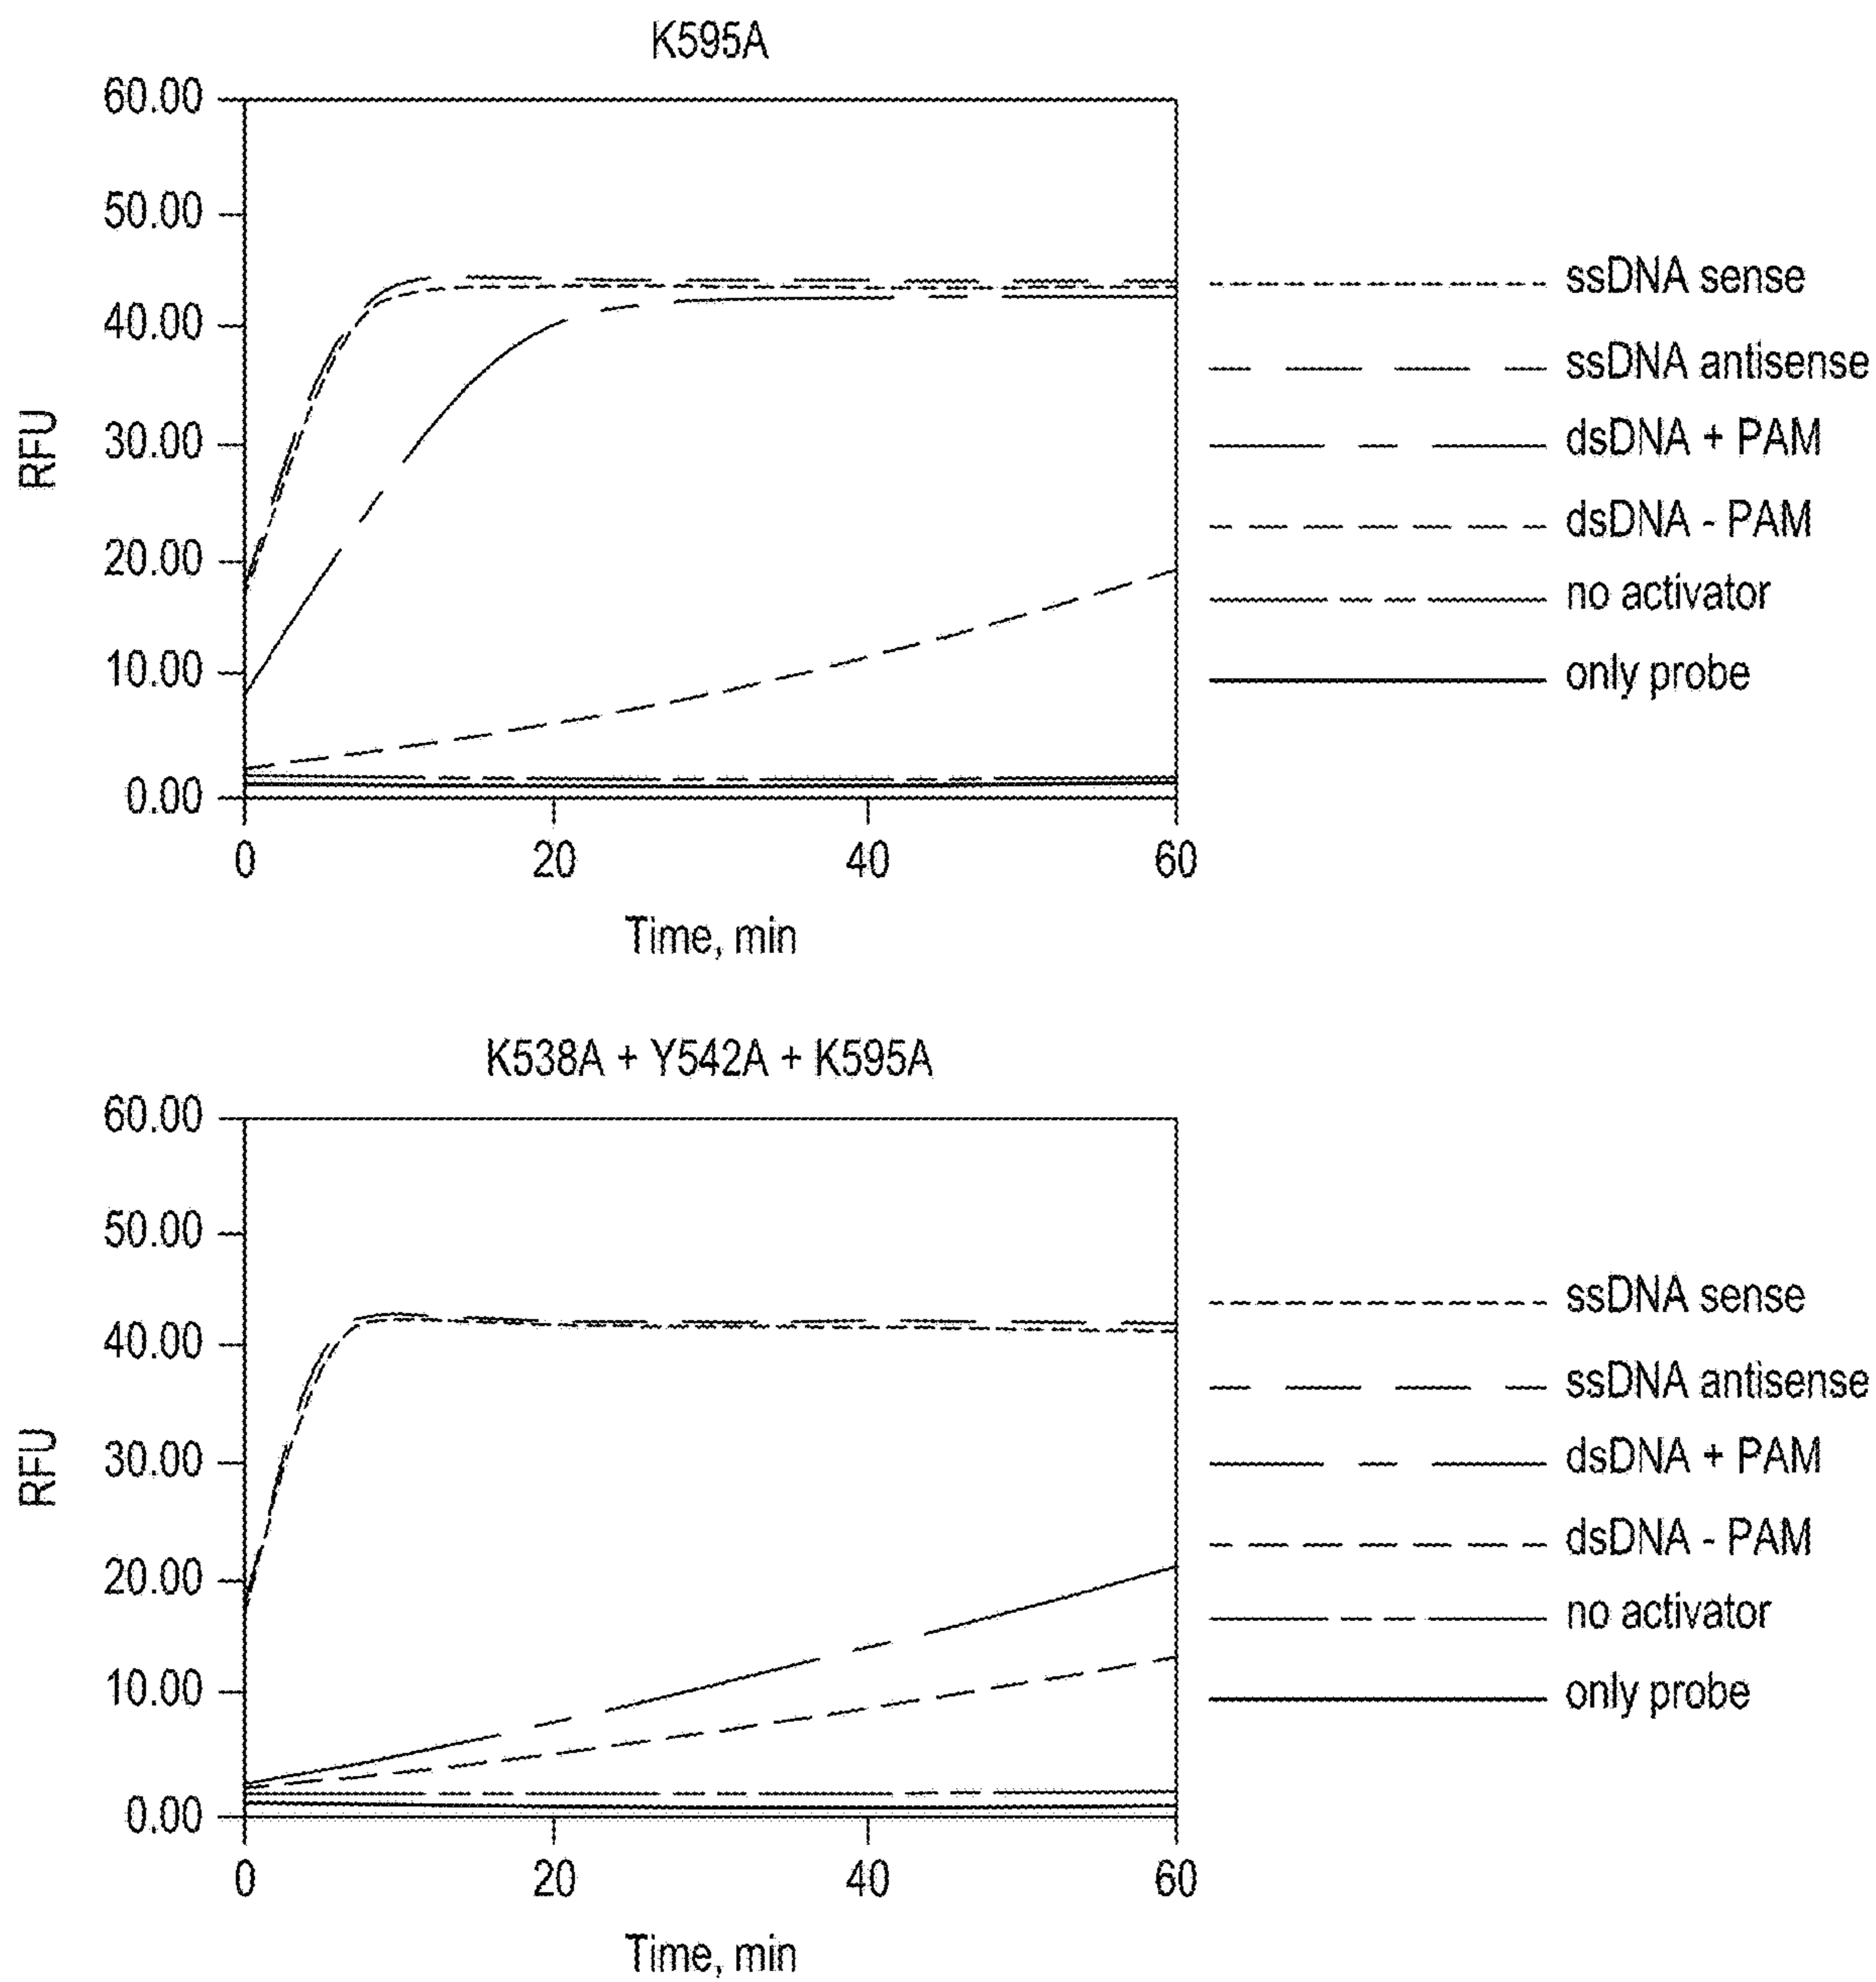 K595A
60.00
50.00
40.00
30.00
20.00
10.00
0.00
RFU
0 20 40 60
Time, min
ssDNA sense
ssDNA antisense
dsDNA + PAM
dsDNA - PAM
no activator
only probe
K538A + Y542A + K595A
60.00
50.00
40.00
30.00
20.00
10.00
0.00
RFU
0 20 40 60
Time, min
ssDNA sense
ssDNA antisense
dsDNA + PAM
dsDNA - PAM
no activator
only probe